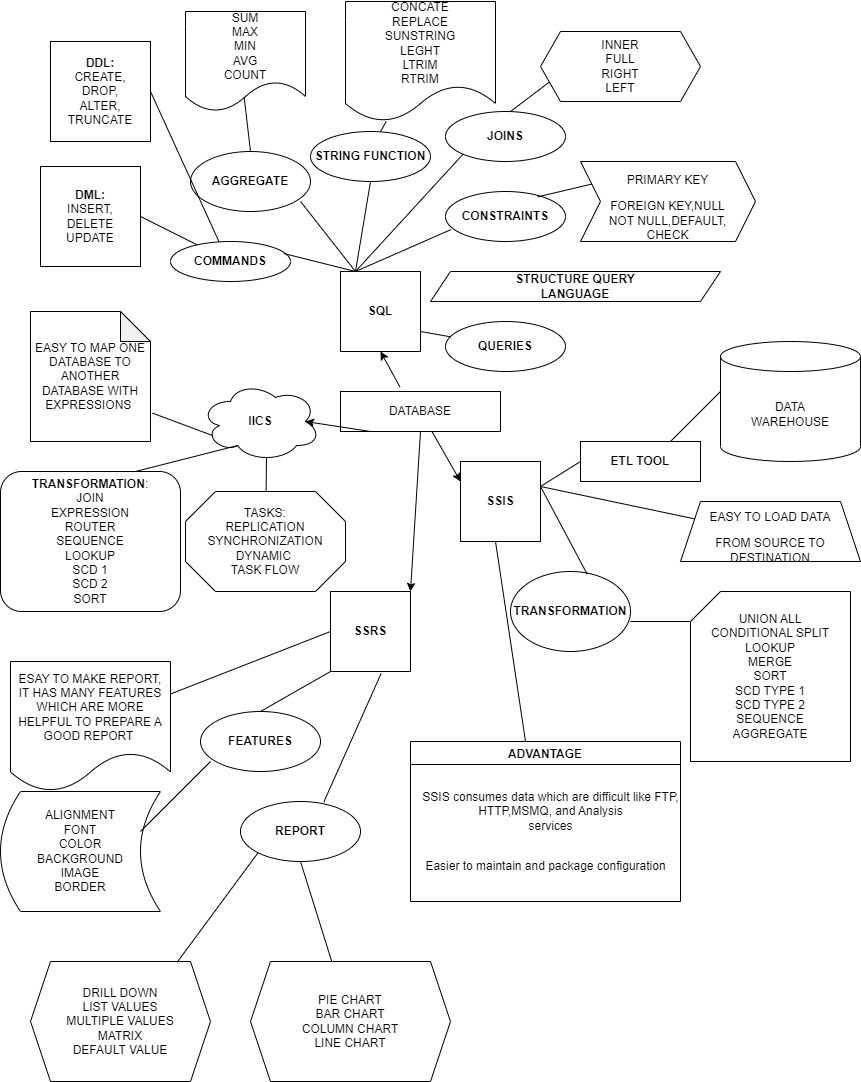 SUM
MAX
MIN
AVG
COUNT
CONCATE
REPLACE
SUNSTRING
LEGHT
LTRIM
RTRIM
INNER
FULL
RIGHT
LEFT
DDL:
CREATE,
DROP,
ALTER,
TRUNCATE
AGGREGATE
STRING FUNCTION
JOINS
DML:
INSERT,
DELETE
UPDATE
COMMANDS
CONSTRAINTS
PRIMARY KEY
FOREIGN KEY,NULL
NOT NULL,DEFAULT,
CHECK
SQL
STRUCTURE QUERY
LANGUAGE
QUERIES
EASY TO MAP ONE
DATABASE TO
ANOTHER
DATABASE WITH
EXPRESSIONS
IICS
DATABASE
DATA
WAREHOUSE
ETL TOOL
TRANSFORMATION:
JOIN
EXPRESSION
ROUTER
SEQUENCE
LOOKUP
SCD 1
SCD 2
SORT
TASKS:
REPLICATION
SYNCHRONIZATION
DYNAMIC
TASK FLOW
SSIS
EASY TO LOAD DATA
FROM SOURCE TO
DESTINATION
SSRS
TRANSFORMATION
UNION ALL
CONDITIONAL SPLIT
LOOKUP
MERGE
SORT
SCD TYPE 1
SCD TYPE 2
SEQUENCE
AGGREGATE
ESAY TO MAKE REPORT,
IT HAS MANY FEATURES
WHICH ARE MORE
HELPFUL TO PREPARE A
GOOD REPORT
FEATURES
ADVANTAGE
SSIS consumes data which are difficult like FTP,
HTTP,MSMQ, and Analysis
services
Easier to maintain and package configuration
ALIGNMENT
FONT
COLOR
BACKGROUND
IMAGE
BORDER
REPORT
DRILL DOWN
LIST VALUES
MULTIPLE VALUES
MATRIX
DEFAULT VALUE
PIE CHART
BAR CHART
COLUMN CHART
LINE CHART